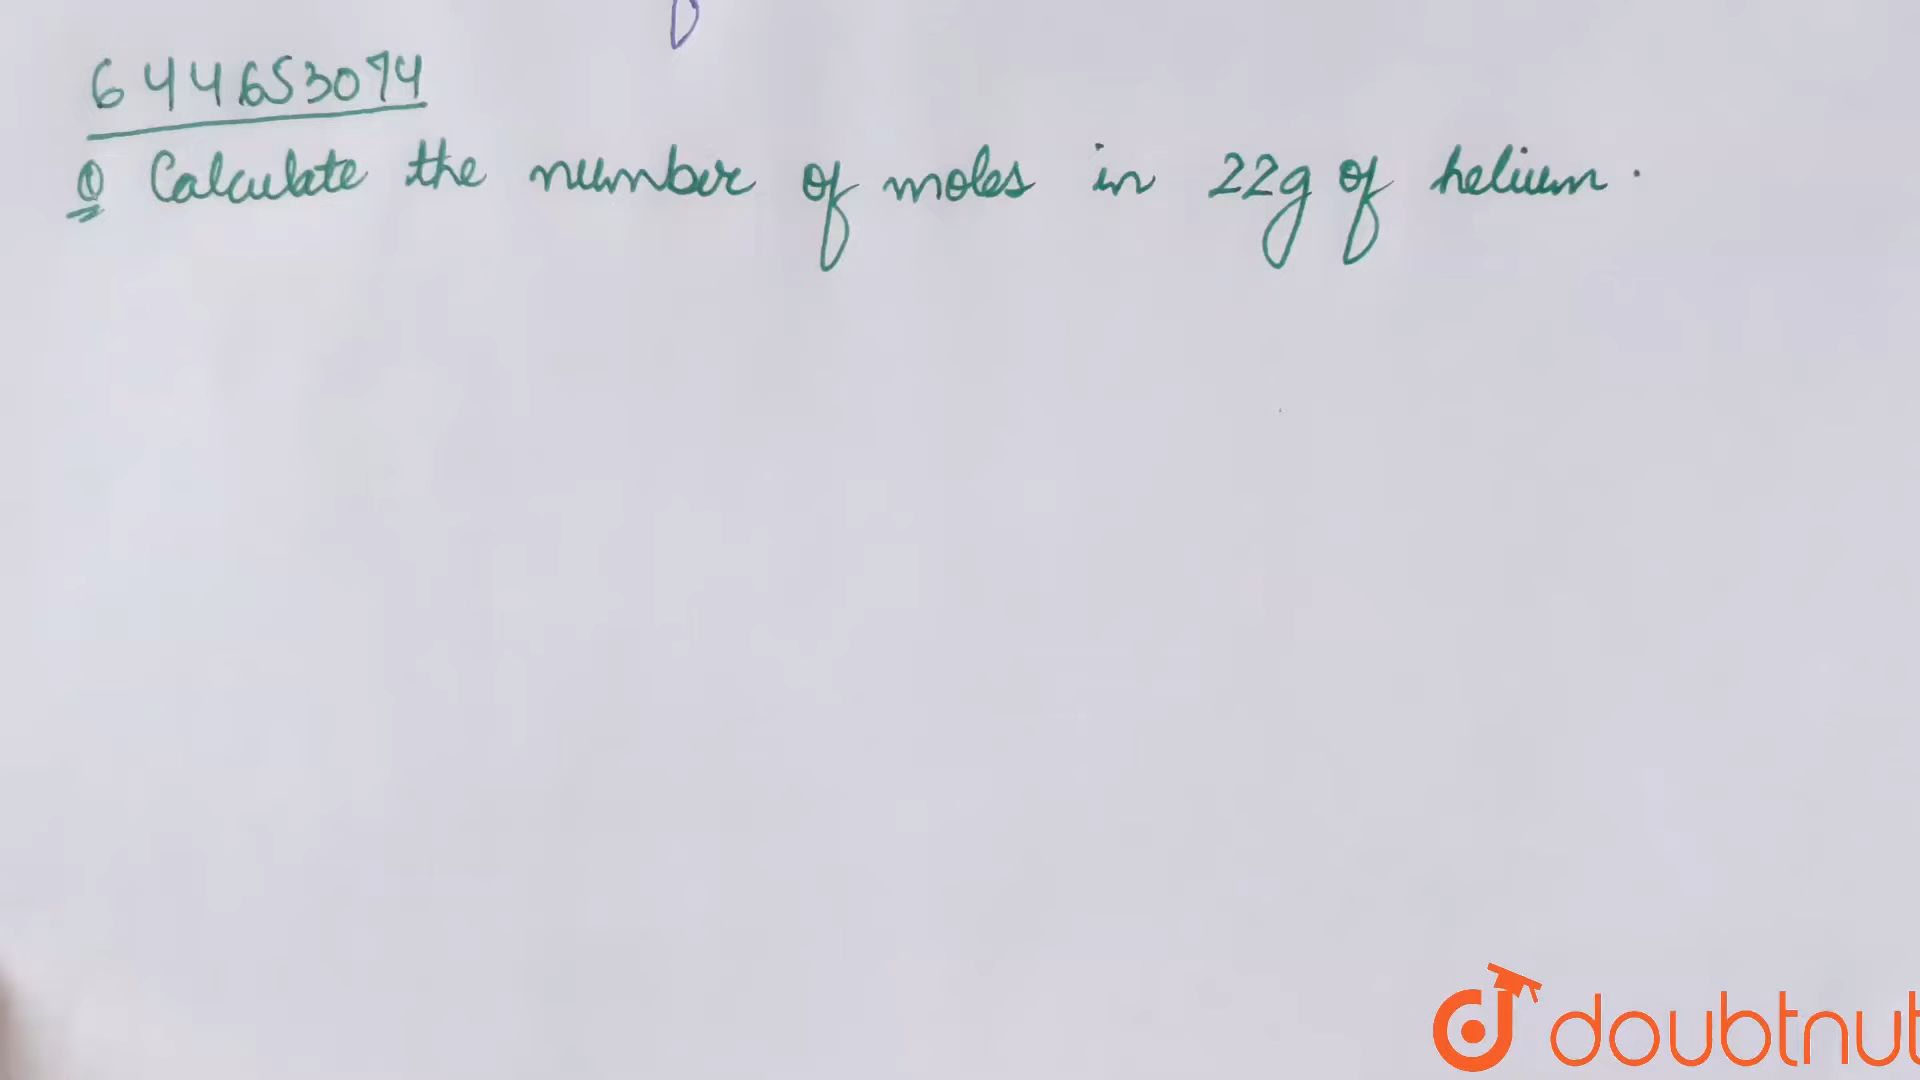 644653074
Q Calculate the number of moles in 22g of helium.
doubtnut